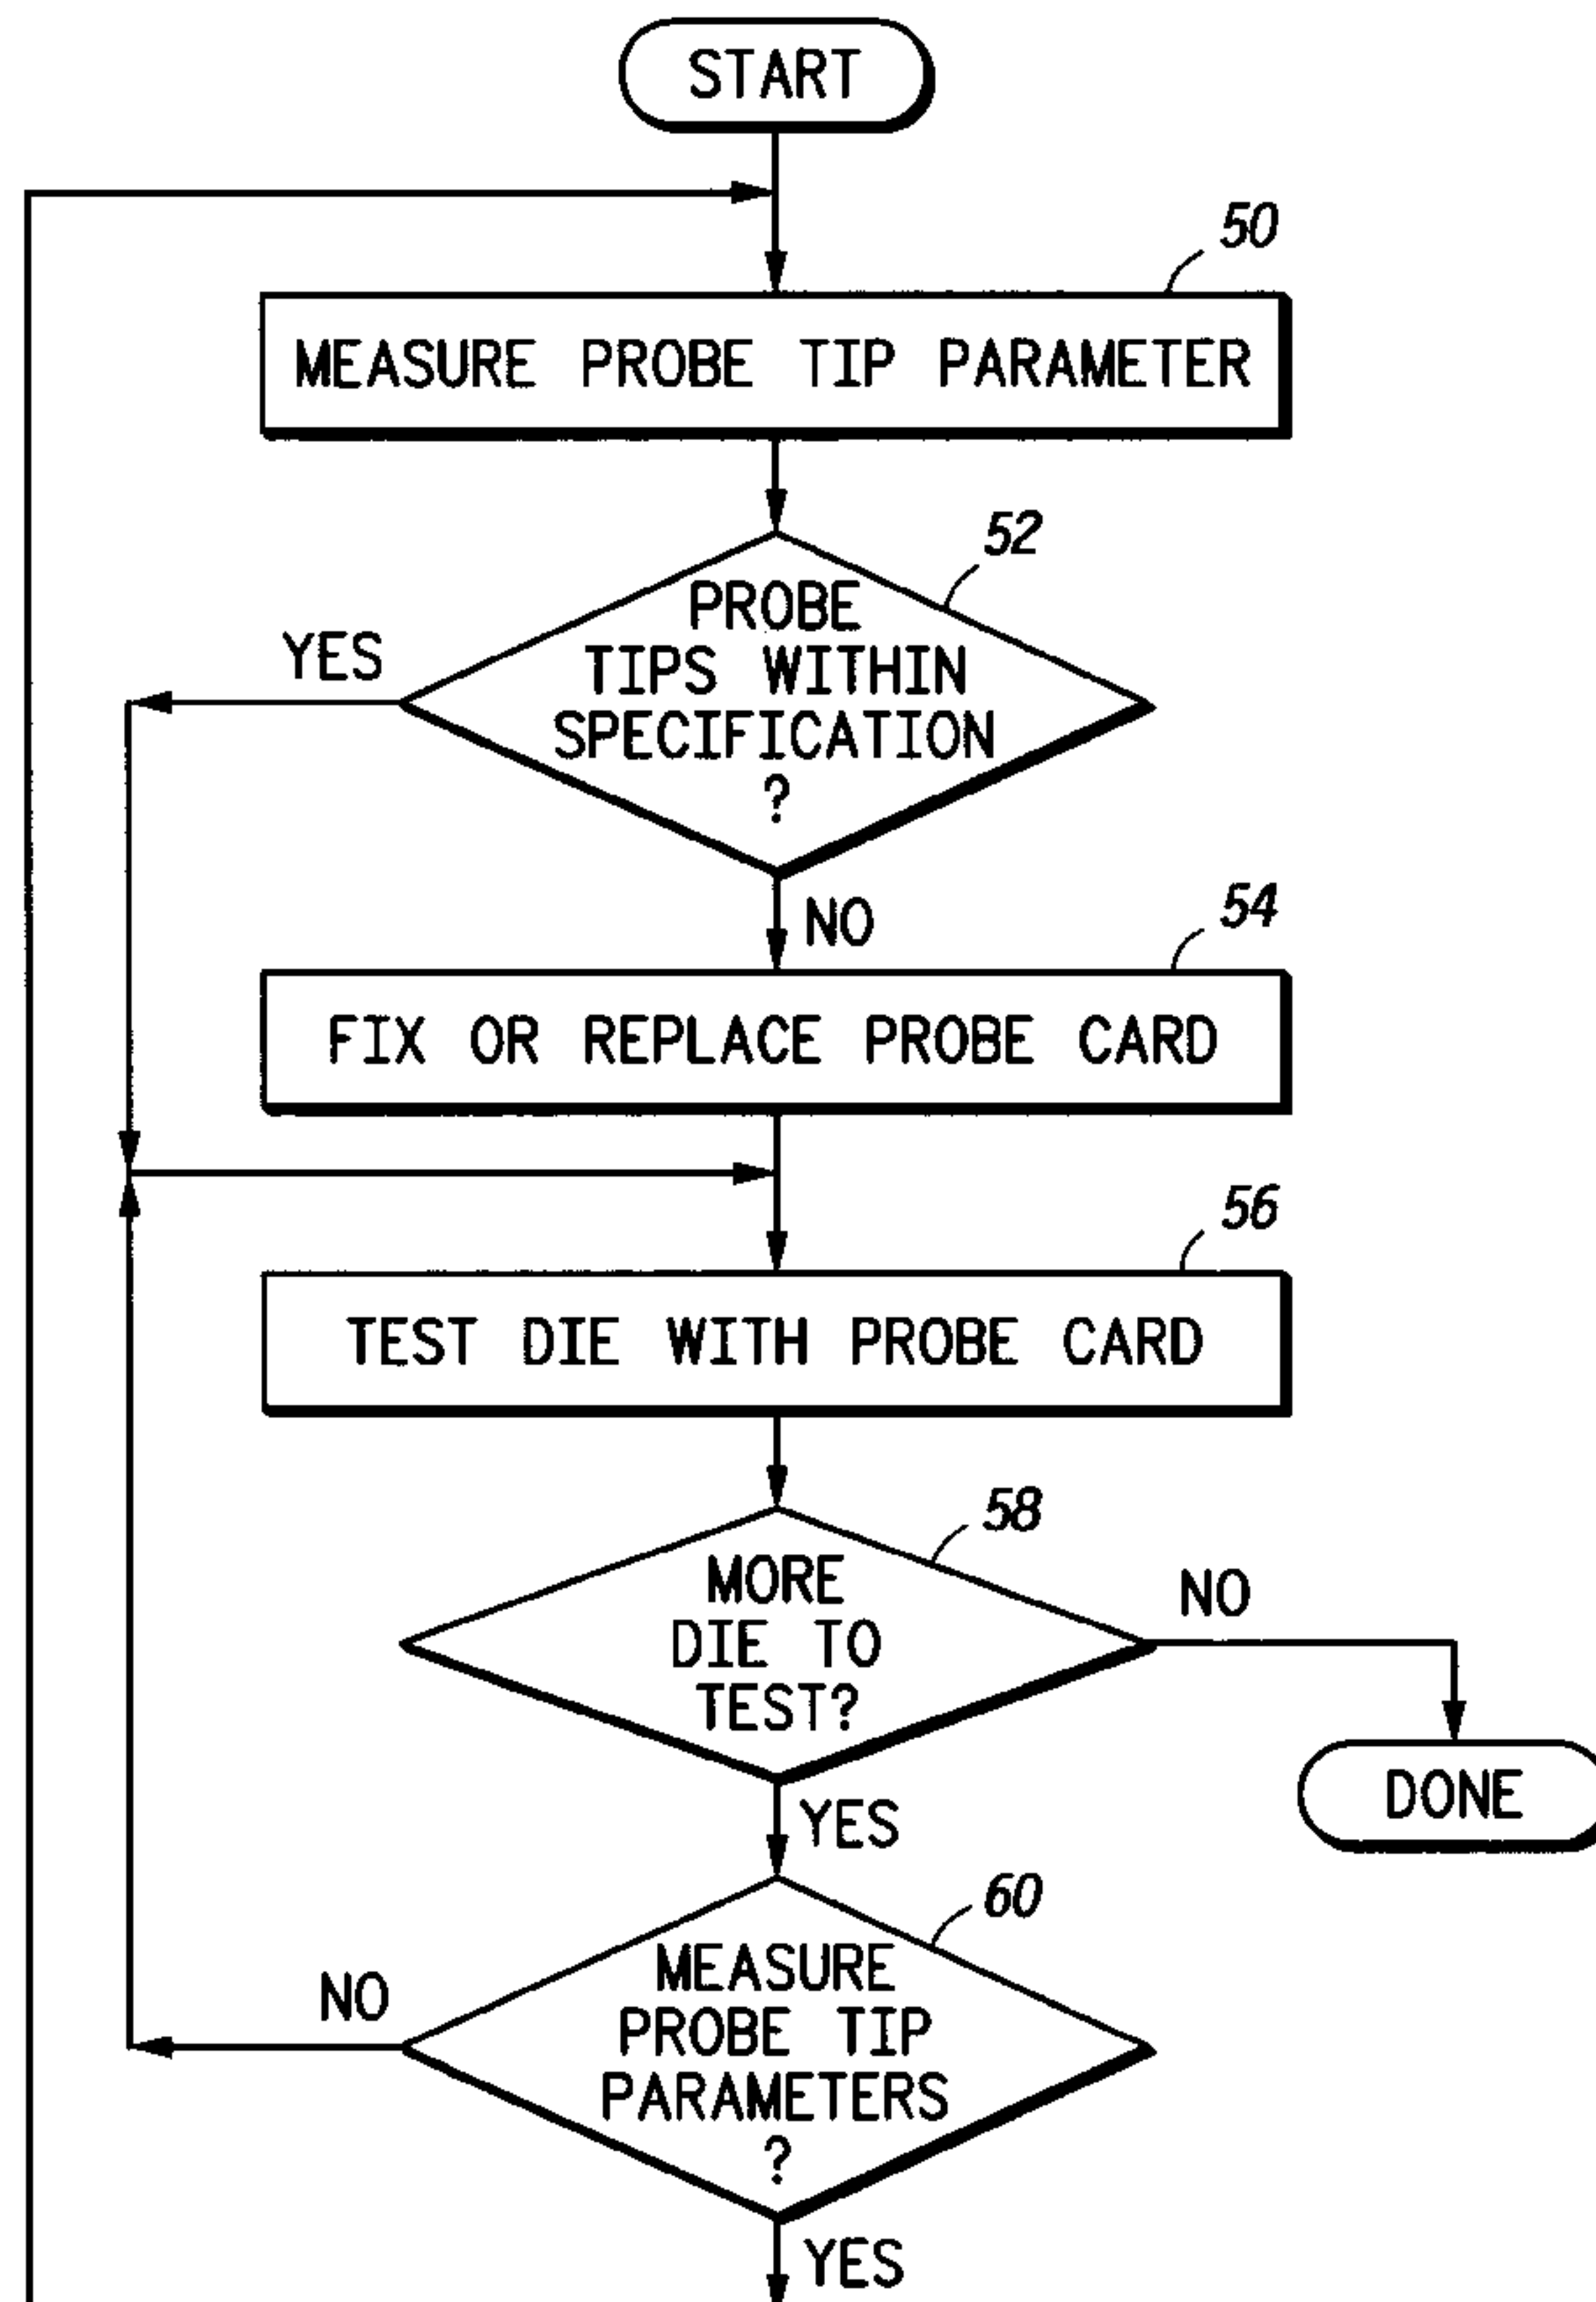 START
50
MEASURE PROBE TIP PARAMETER
52
PROBE
TIPS WITHIN
SPECIFICATION
?
YES
NO
54
FIX OR REPLACE PROBE CARD
56
TEST DIE WITH PROBE CARD
58
MORE
DIE TO
TEST?
NO
DONE
YES
60
MEASURE
PROBE TIP
PARAMETERS
?
NO
YES